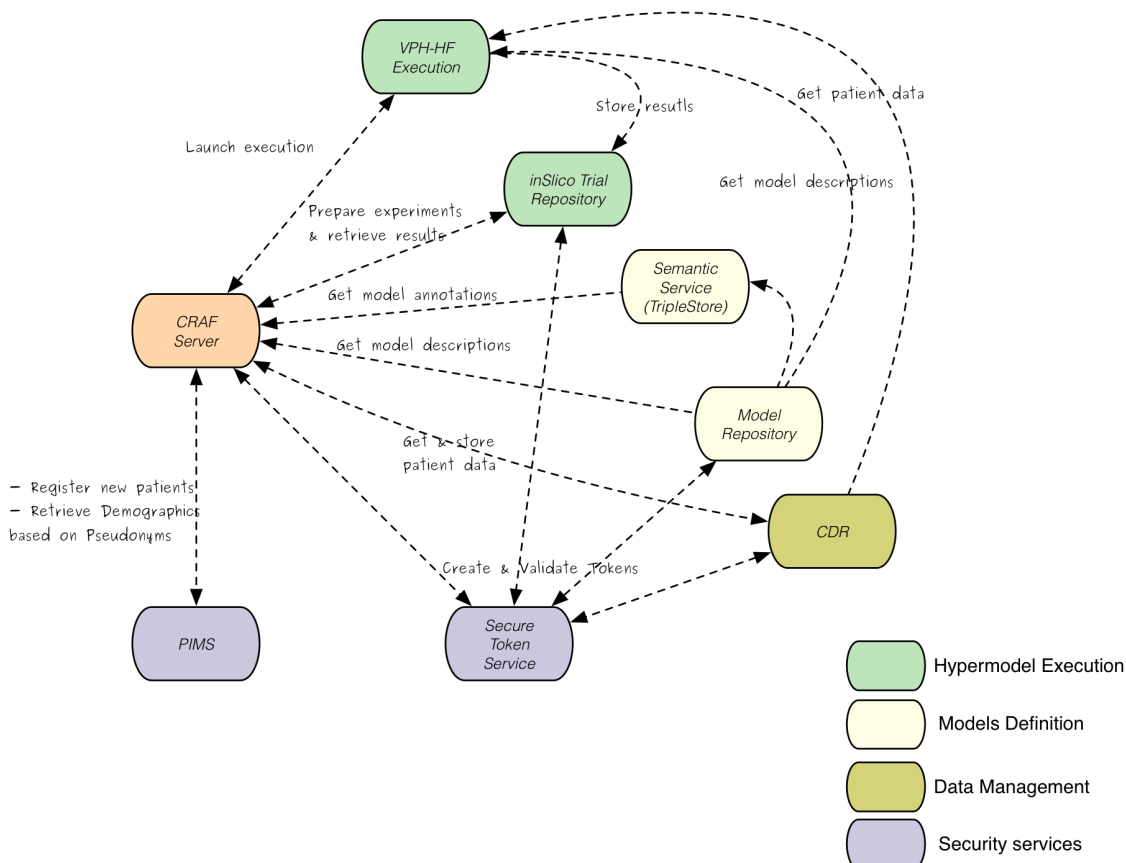 VPH-HF
Execution
Get patient data
Store resutls
Launch execution
inSlico Trial
Repository
Get model descriptions
Prepare experiments
& retrieve results
Semantic
Service
(TripleStore)
Get model annotations
CRAF
Server
Get model descriptions
Model
Repository
Get & store
patient data
– Register new patients
– Retrieve Demographics
based on Pseudonyms
CDR
Create & Validate Tokens
PIMS
Secure
Token
Service
Hypermodel Execution
Models Definition
Data Management
Security services